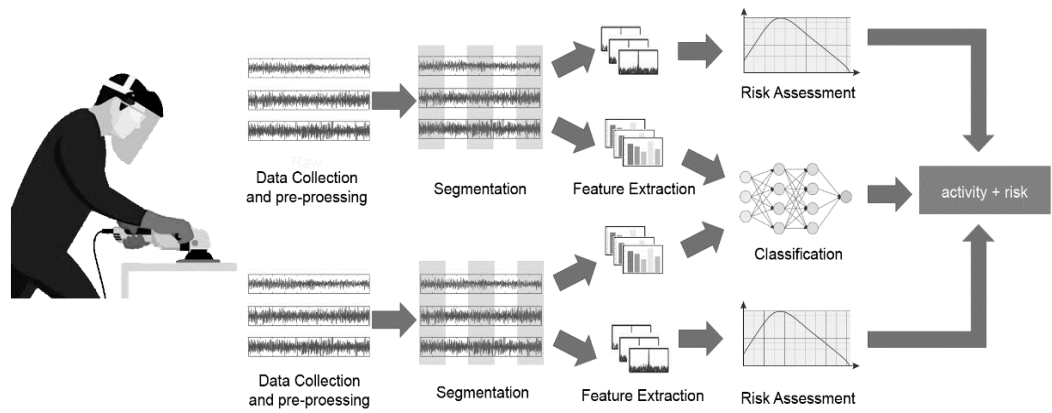 Risk Assessment
Data Collection
and pre-proessing
Segmentation
Feature Extraction
activity + risk
Classification
Data Collection
and pre-proessing
Segmentation
Feature Extraction
Risk Assessment